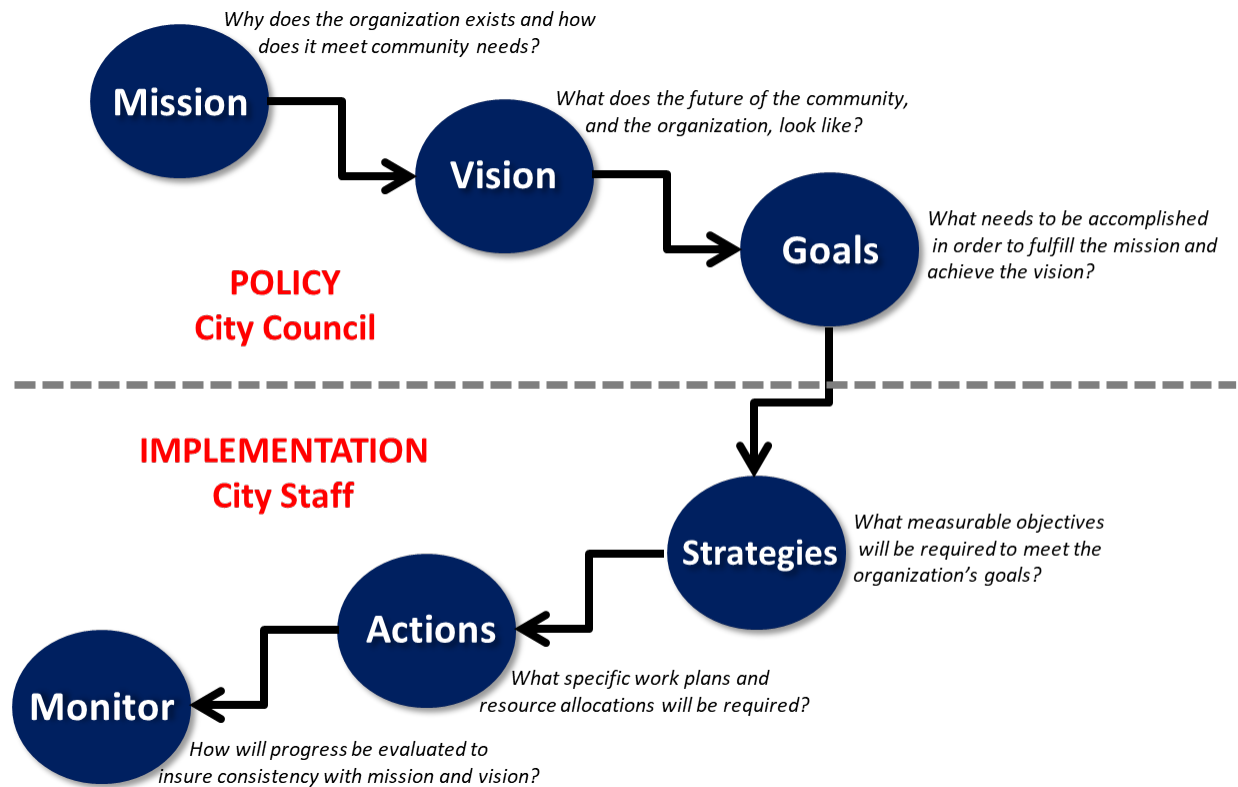 Why does the organization exists and how
does it meet community needs?
Mission
What does the future of the community,
and the organization, look like?
Vision
What needs to be accomplished
in order to fulfill the mission and
achieve the vision?
Goals
POLICY
City Council
IMPLEMENTATION
City Staff
What measurable objectives
will be required to meet the
organization's goals?
Strategies
Actions
What specific work plans and
resource allocations will be required?
Monitor
How will progress be evaluated to
insure consistency with mission and vision?